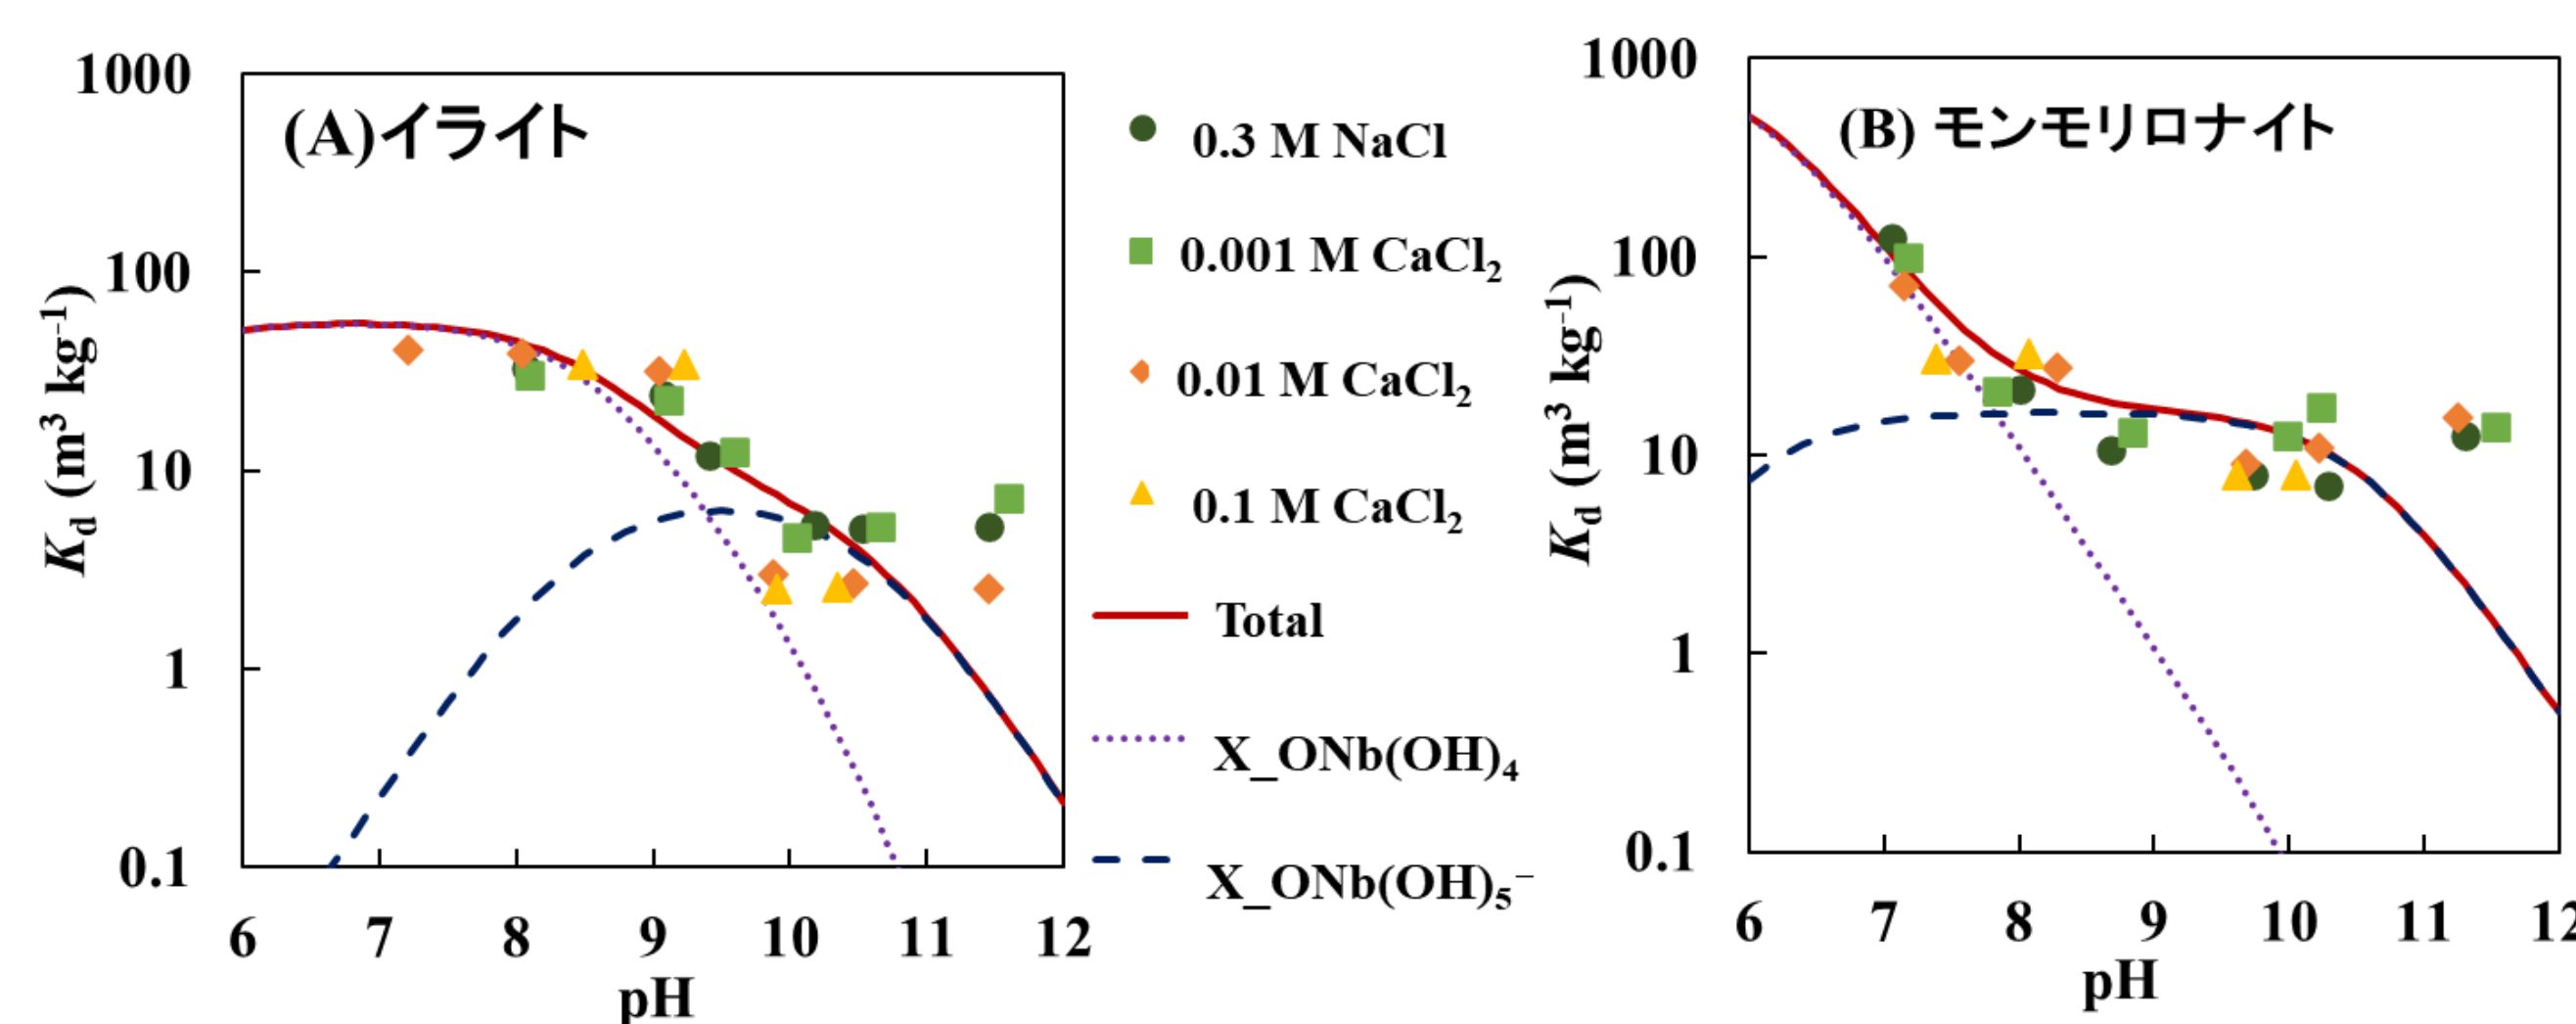 (A)イライト
1000
100
10
1
0.1
K_d (m³ kg⁻¹)
6 7 8 9 10 11 12
pH
0.3 M NaCl
0.001 M CaCl₂
0.01 M CaCl₂
0.1 M CaCl₂
Total
X_ONb(OH)₄
X_ONb(OH)₅⁻
(B) モンモリロナイト
1000
100
10
1
0.1
K_d (m³ kg⁻¹)
6 7 8 9 10 11 12
pH